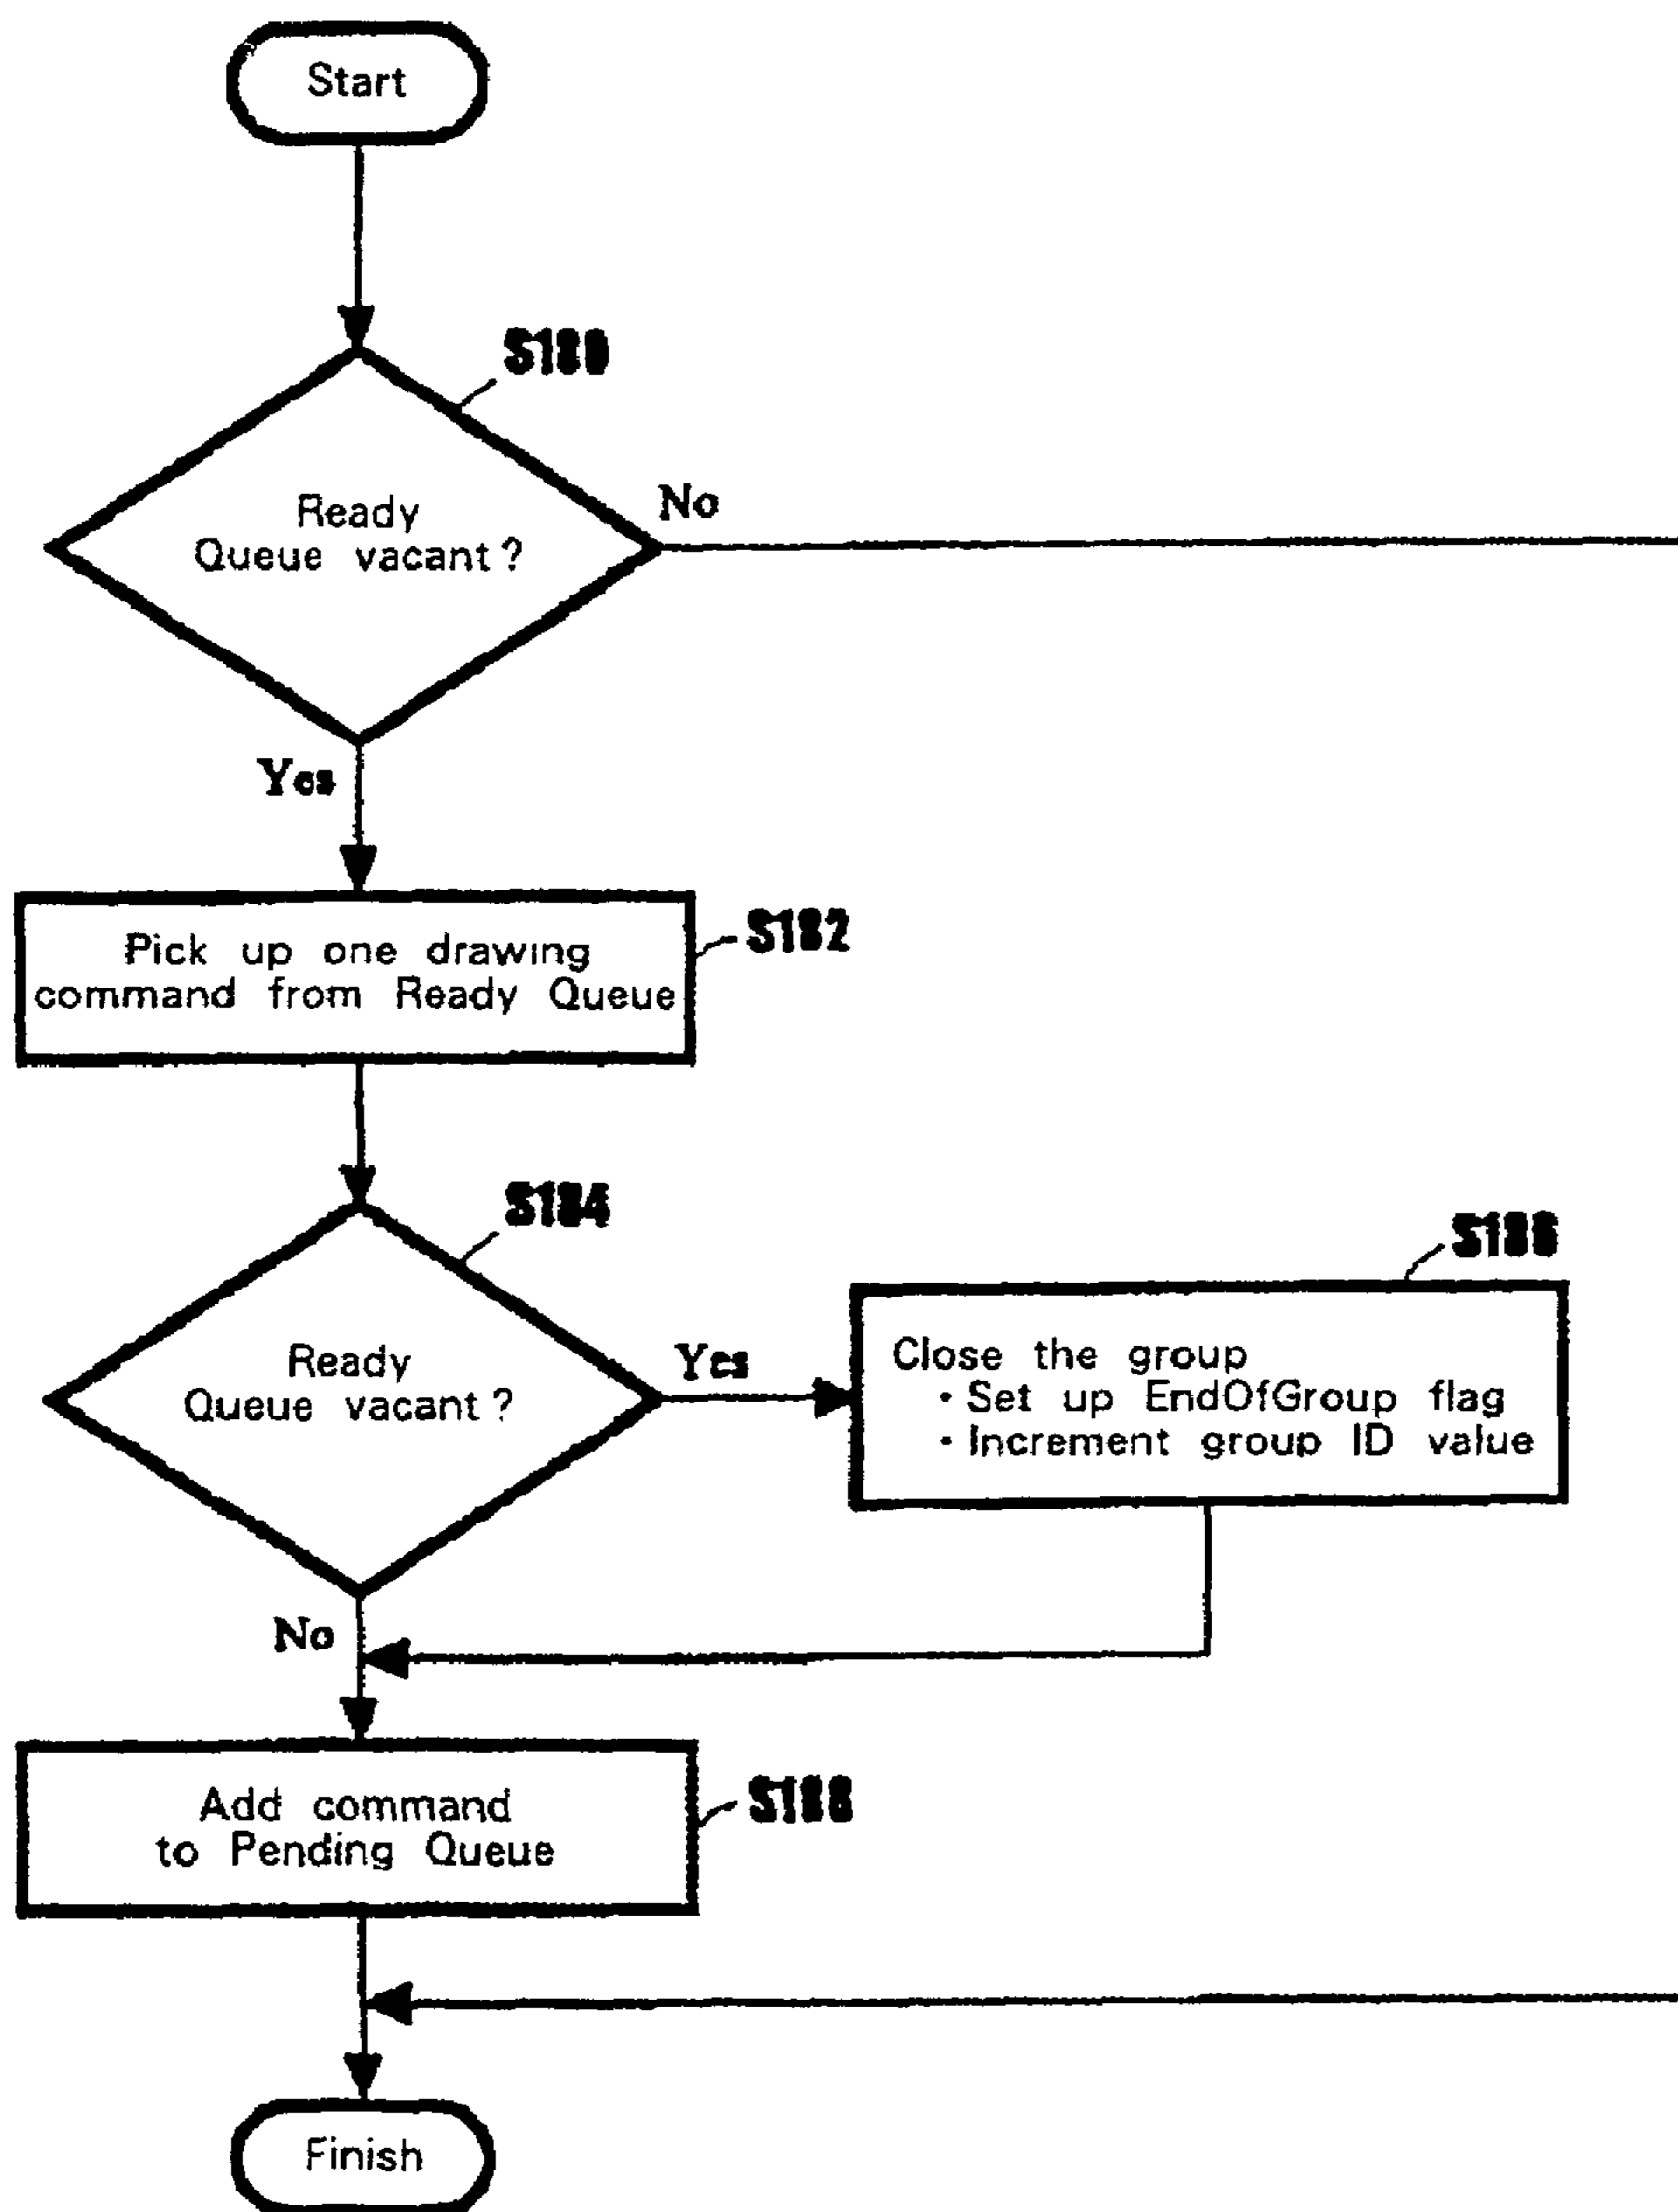 Start
S180
Ready
Queue vacant?
No
Yes
Pick up one drawing
command from Ready Queue
S182
S184
Ready
Queue vacant?
Yes
S186
Close the group
・Set up EndOfGroup flag
・Increment group ID value
No
Add command
to Pending Queue
S188
Finish